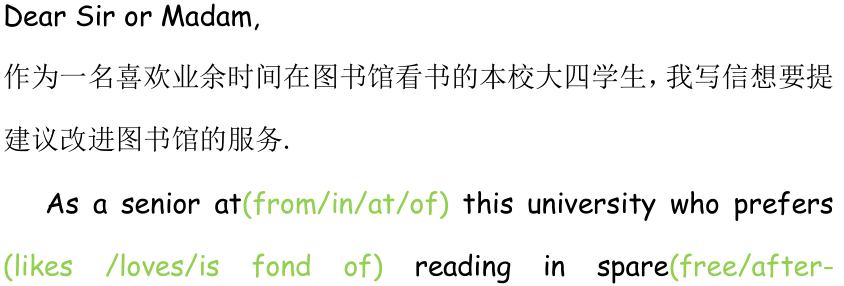 Dear Sir or Madam,
作为一名喜欢业余时间在图书馆看书的本校大四学生，我写信想要提
建议改进图书馆的服务.
As a senior at(from/in/at/of) this university who prefers
(likes /loves/is fond of) reading in spare(free/after-